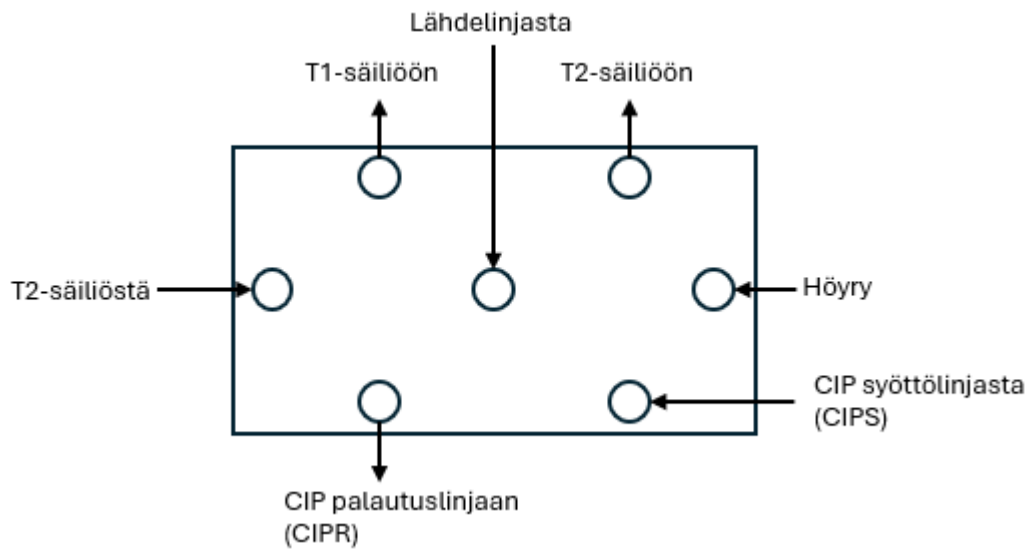 Lähdelinjasta
T1-säiliöön
T2-säiliöön
T2-säiliöstä
Höyry
CIP syöttölinjasta
(CIPS)
CIP palautuslinjaan
(CIPR)